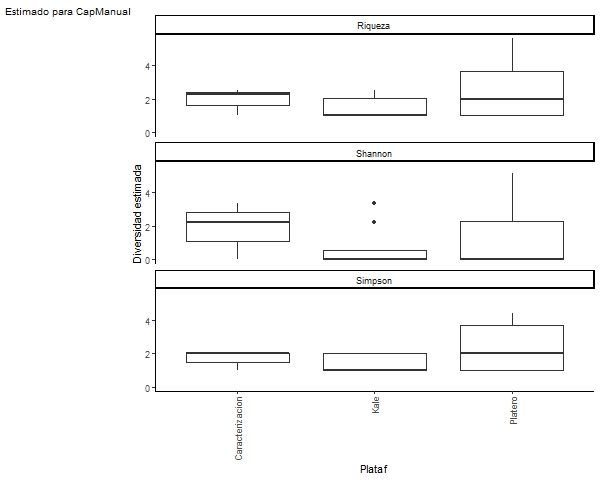 Estimado para CapManual
Riqueza
4
2
0
Shannon
4
2
0
Simpson
4
2
0
Diversidad estimada
Caracterizacion
Kale
Platero
Plataf